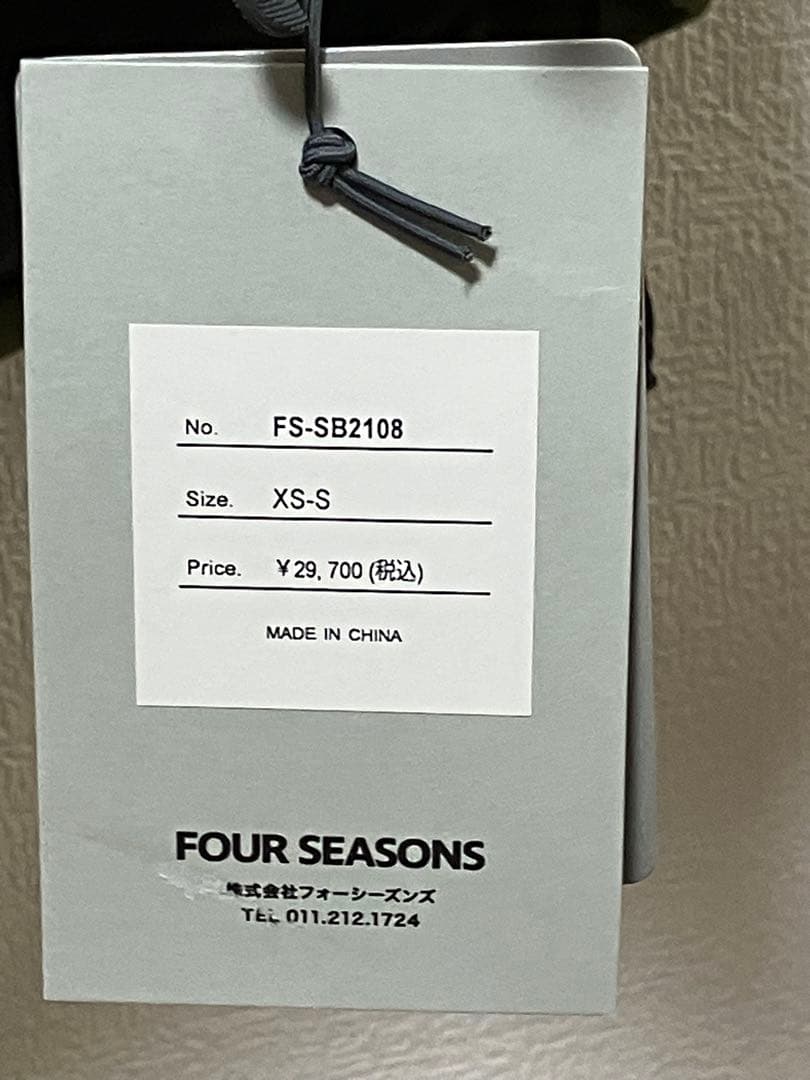 No. FS-SB2108
Size. XS-S
Price. ¥29,700(税込)
MADE IN CHINA
FOUR SEASONS
株式会社フォーシーズンズ
TEL 011.212.1724